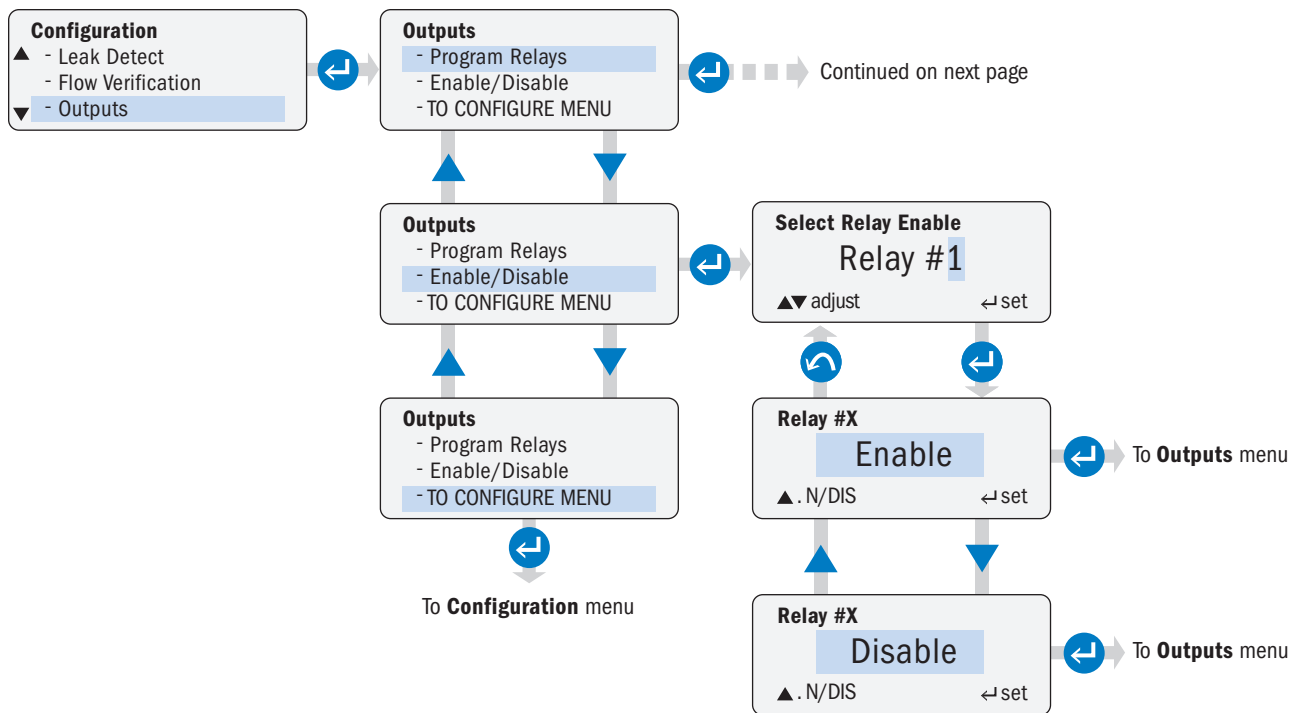 Configuration
▲ - Leak Detect
- Flow Verification
▼ - Outputs
Outputs
- Program Relays
- Enable/Disable
- TO CONFIGURE MENU
Continued on next page
Outputs
- Program Relays
- Enable/Disable
- TO CONFIGURE MENU
Select Relay Enable
Relay #1
▲▼ adjust ↵ set
Outputs
- Program Relays
- Enable/Disable
- TO CONFIGURE MENU
To Configuration menu
Relay #X
Enable
▲ . N/DIS ↵ set
To Outputs menu
Relay #X
Disable
▲ . N/DIS ↵ set
To Outputs menu